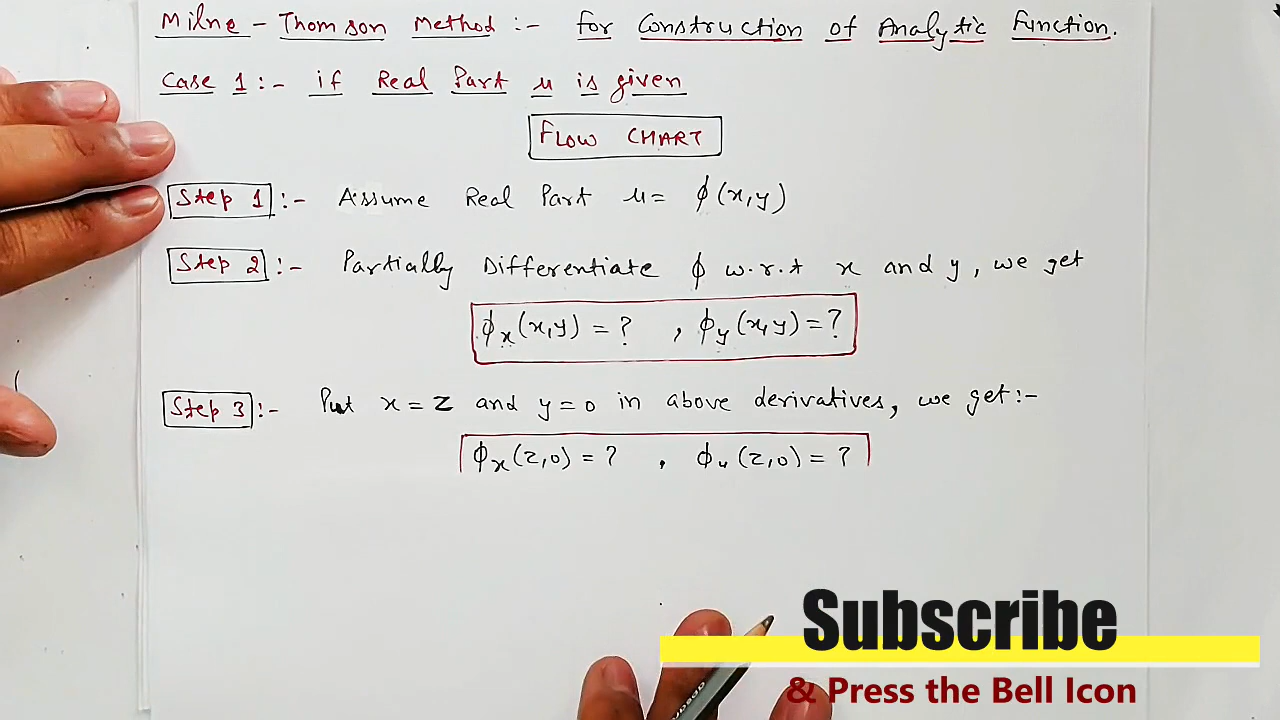 Milne - Thomson Method :- for Construction of Analytic Function.
Case 1 :- if Real Part u is given
FLOW CHART
Step 1 :- Assume Real Part u = ϕ(x,y)
Step 2 :- Partially Differentiate ϕ w.r.t x and y, we get
ϕx(x,y) = ? , ϕy(x,y) = ?
Step 3 :- Put x = z and y = 0 in above derivatives, we get :-
ϕx(z,0) = ? , ϕy(z,0) = ?
Subscribe
& Press the Bell Icon